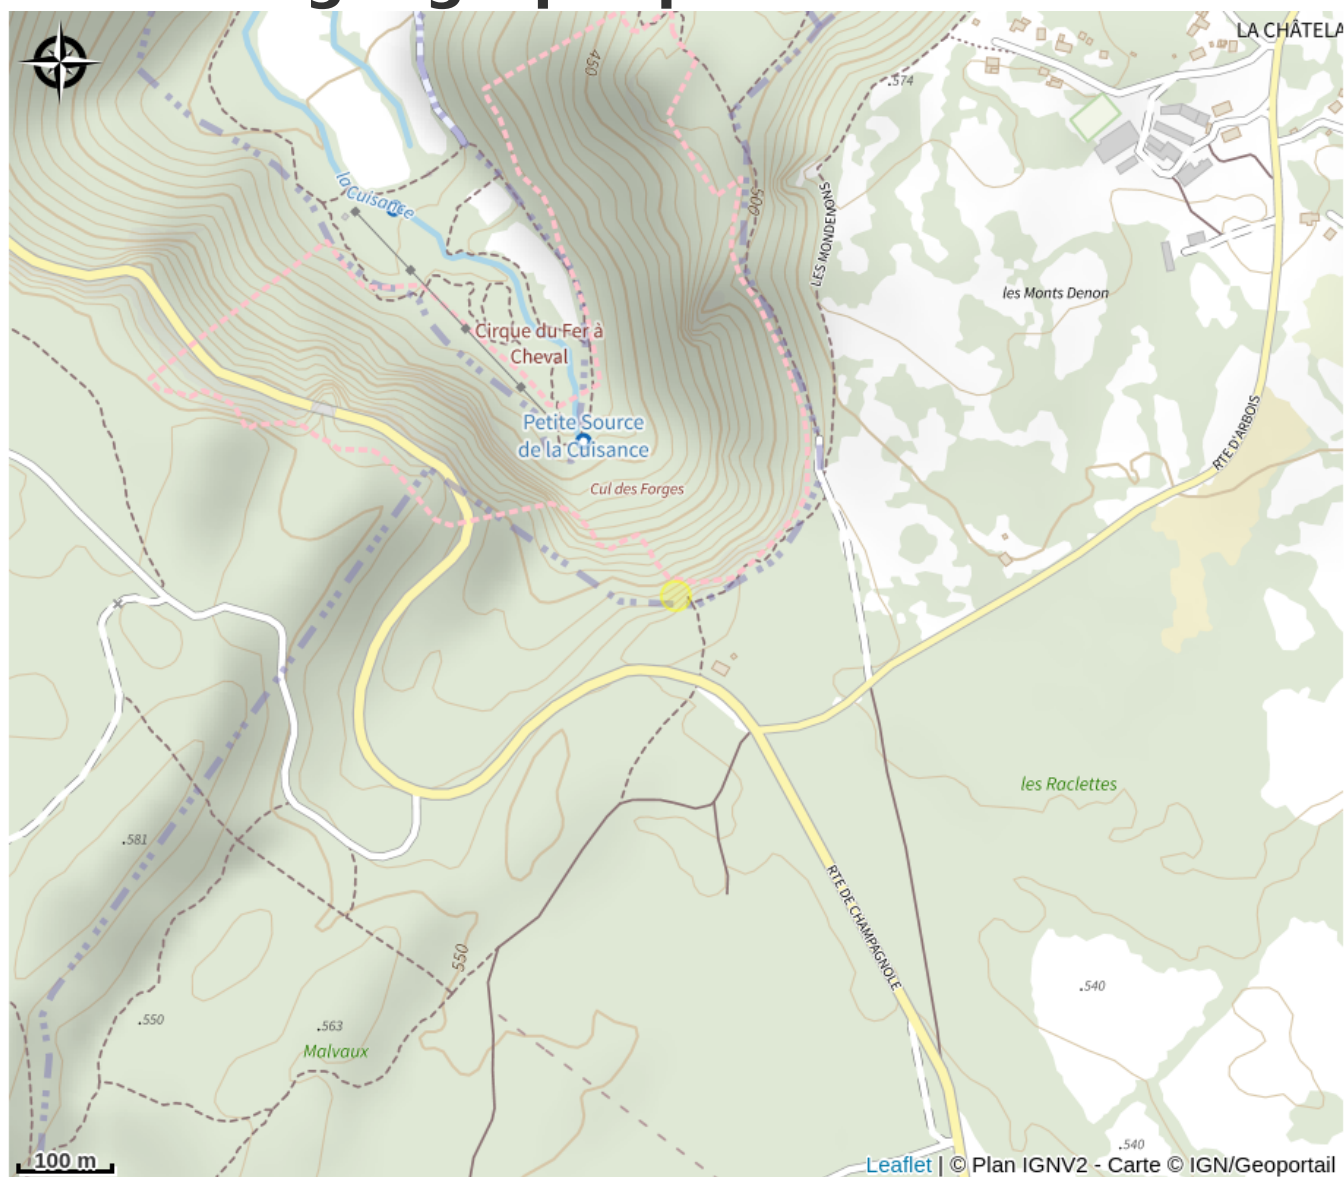 LA CHÂTELA
450
.574
la Cuisance
500
LES MONDENONS
les Monts Denon
Cirque du Fer à
Cheval
RTE D'ARBOIS
Petite Source
de la Cuisance
Cul des Forges
les Raclettes
.581
RTE DE CHAMPAGNOLE
550
.540
.550
.563
Malvaux
.540
100 m
Leaflet | © Plan IGNV2 - Carte © IGN/Geoportail